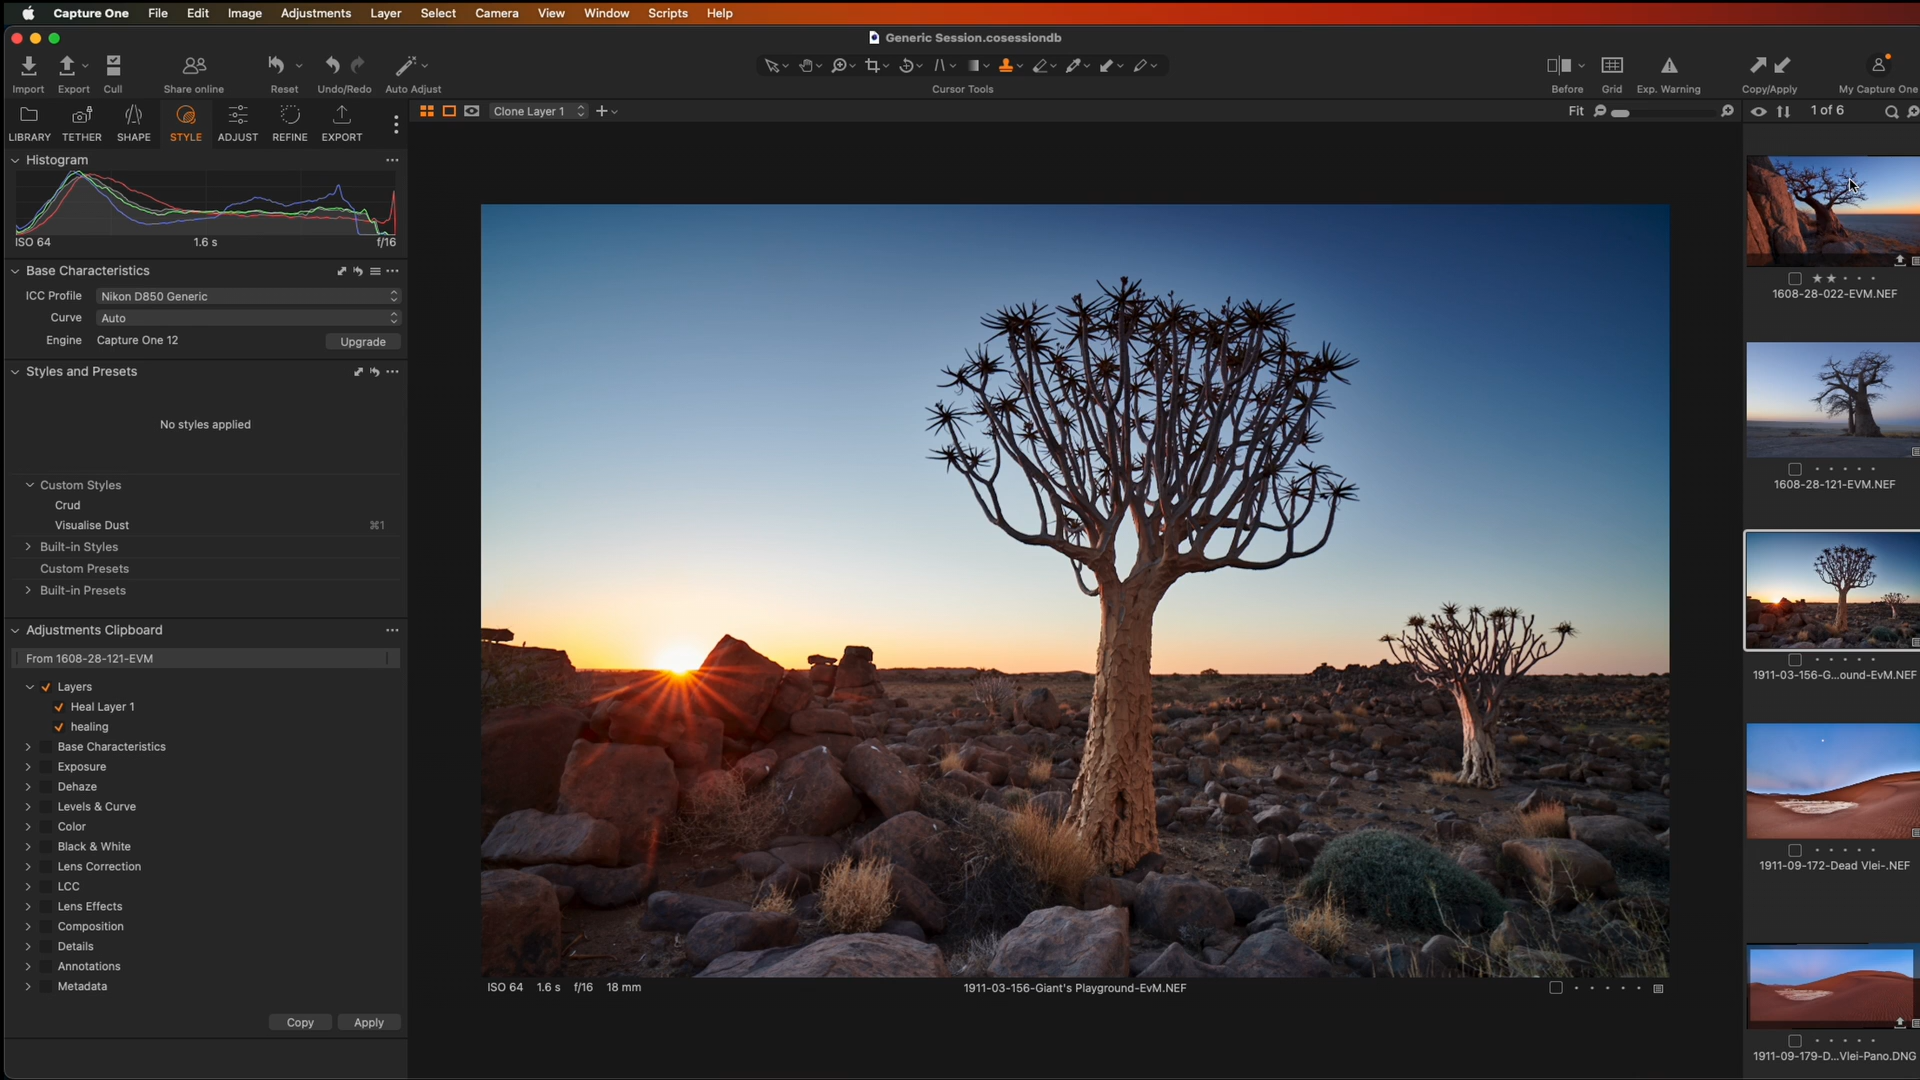 Capture One File Edit Image Adjustments Layer Select Camera View Window Scripts Help
Generic Session.cosessiondb
Import Export Cull Share online Reset Undo/Redo Auto Adjust Cursor Tools Before Grid Exp. Warning Copy/Apply My Capture One
LIBRARY TETHER SHAPE STYLE ADJUST REFINE EXPORT
Clone Layer 1
Fit
1 of 6
Histogram
ISO 64 1.6 s f/16
Base Characteristics
ICC Profile Nikon D850 Generic
Curve Auto
Engine Capture One 12 Upgrade
Styles and Presets
No styles applied
Custom Styles
Crud
Visualise Dust ⌘1
Built-in Styles
Custom Presets
Built-in Presets
Adjustments Clipboard
From 1608-28-121-EVM
Layers
Heal Layer 1
healing
Base Characteristics
Exposure
Dehaze
Levels & Curve
Color
Black & White
Lens Correction
LCC
Lens Effects
Composition
Details
Annotations
Metadata
Copy Apply
ISO 64 1.6 s f/16 18 mm
1911-03-156-Giant's Playground-EvM.NEF
1608-28-022-EVM.NEF
1608-28-121-EVM.NEF
1911-03-156-G...ound-EvM.NEF
1911-09-172-Dead Vlei-.NEF
1911-09-179-D...Vlei-Pano.DNG